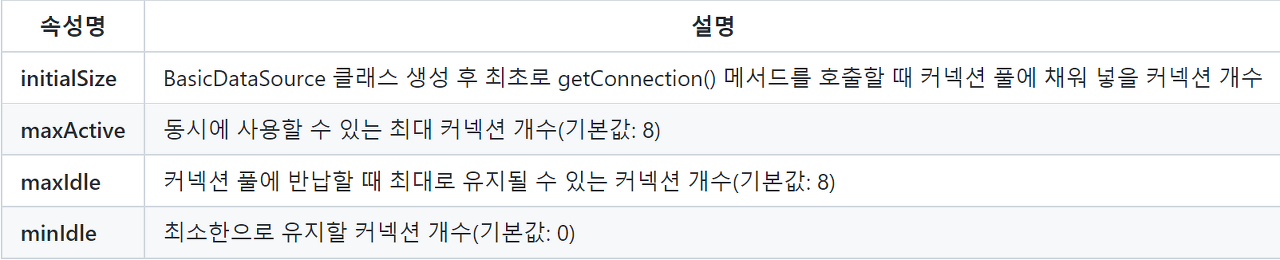 속성명 설명
initialSize BasicDataSource 클래스 생성 후 최초로 getConnection() 메서드를 호출할 때 커넥션 풀에 채워 넣을 커넥션 개수
maxActive 동시에 사용할 수 있는 최대 커넥션 개수(기본값: 8)
maxIdle 커넥션 풀에 반납할 때 최대로 유지될 수 있는 커넥션 개수(기본값: 8)
minIdle 최소한으로 유지할 커넥션 개수(기본값: 0)